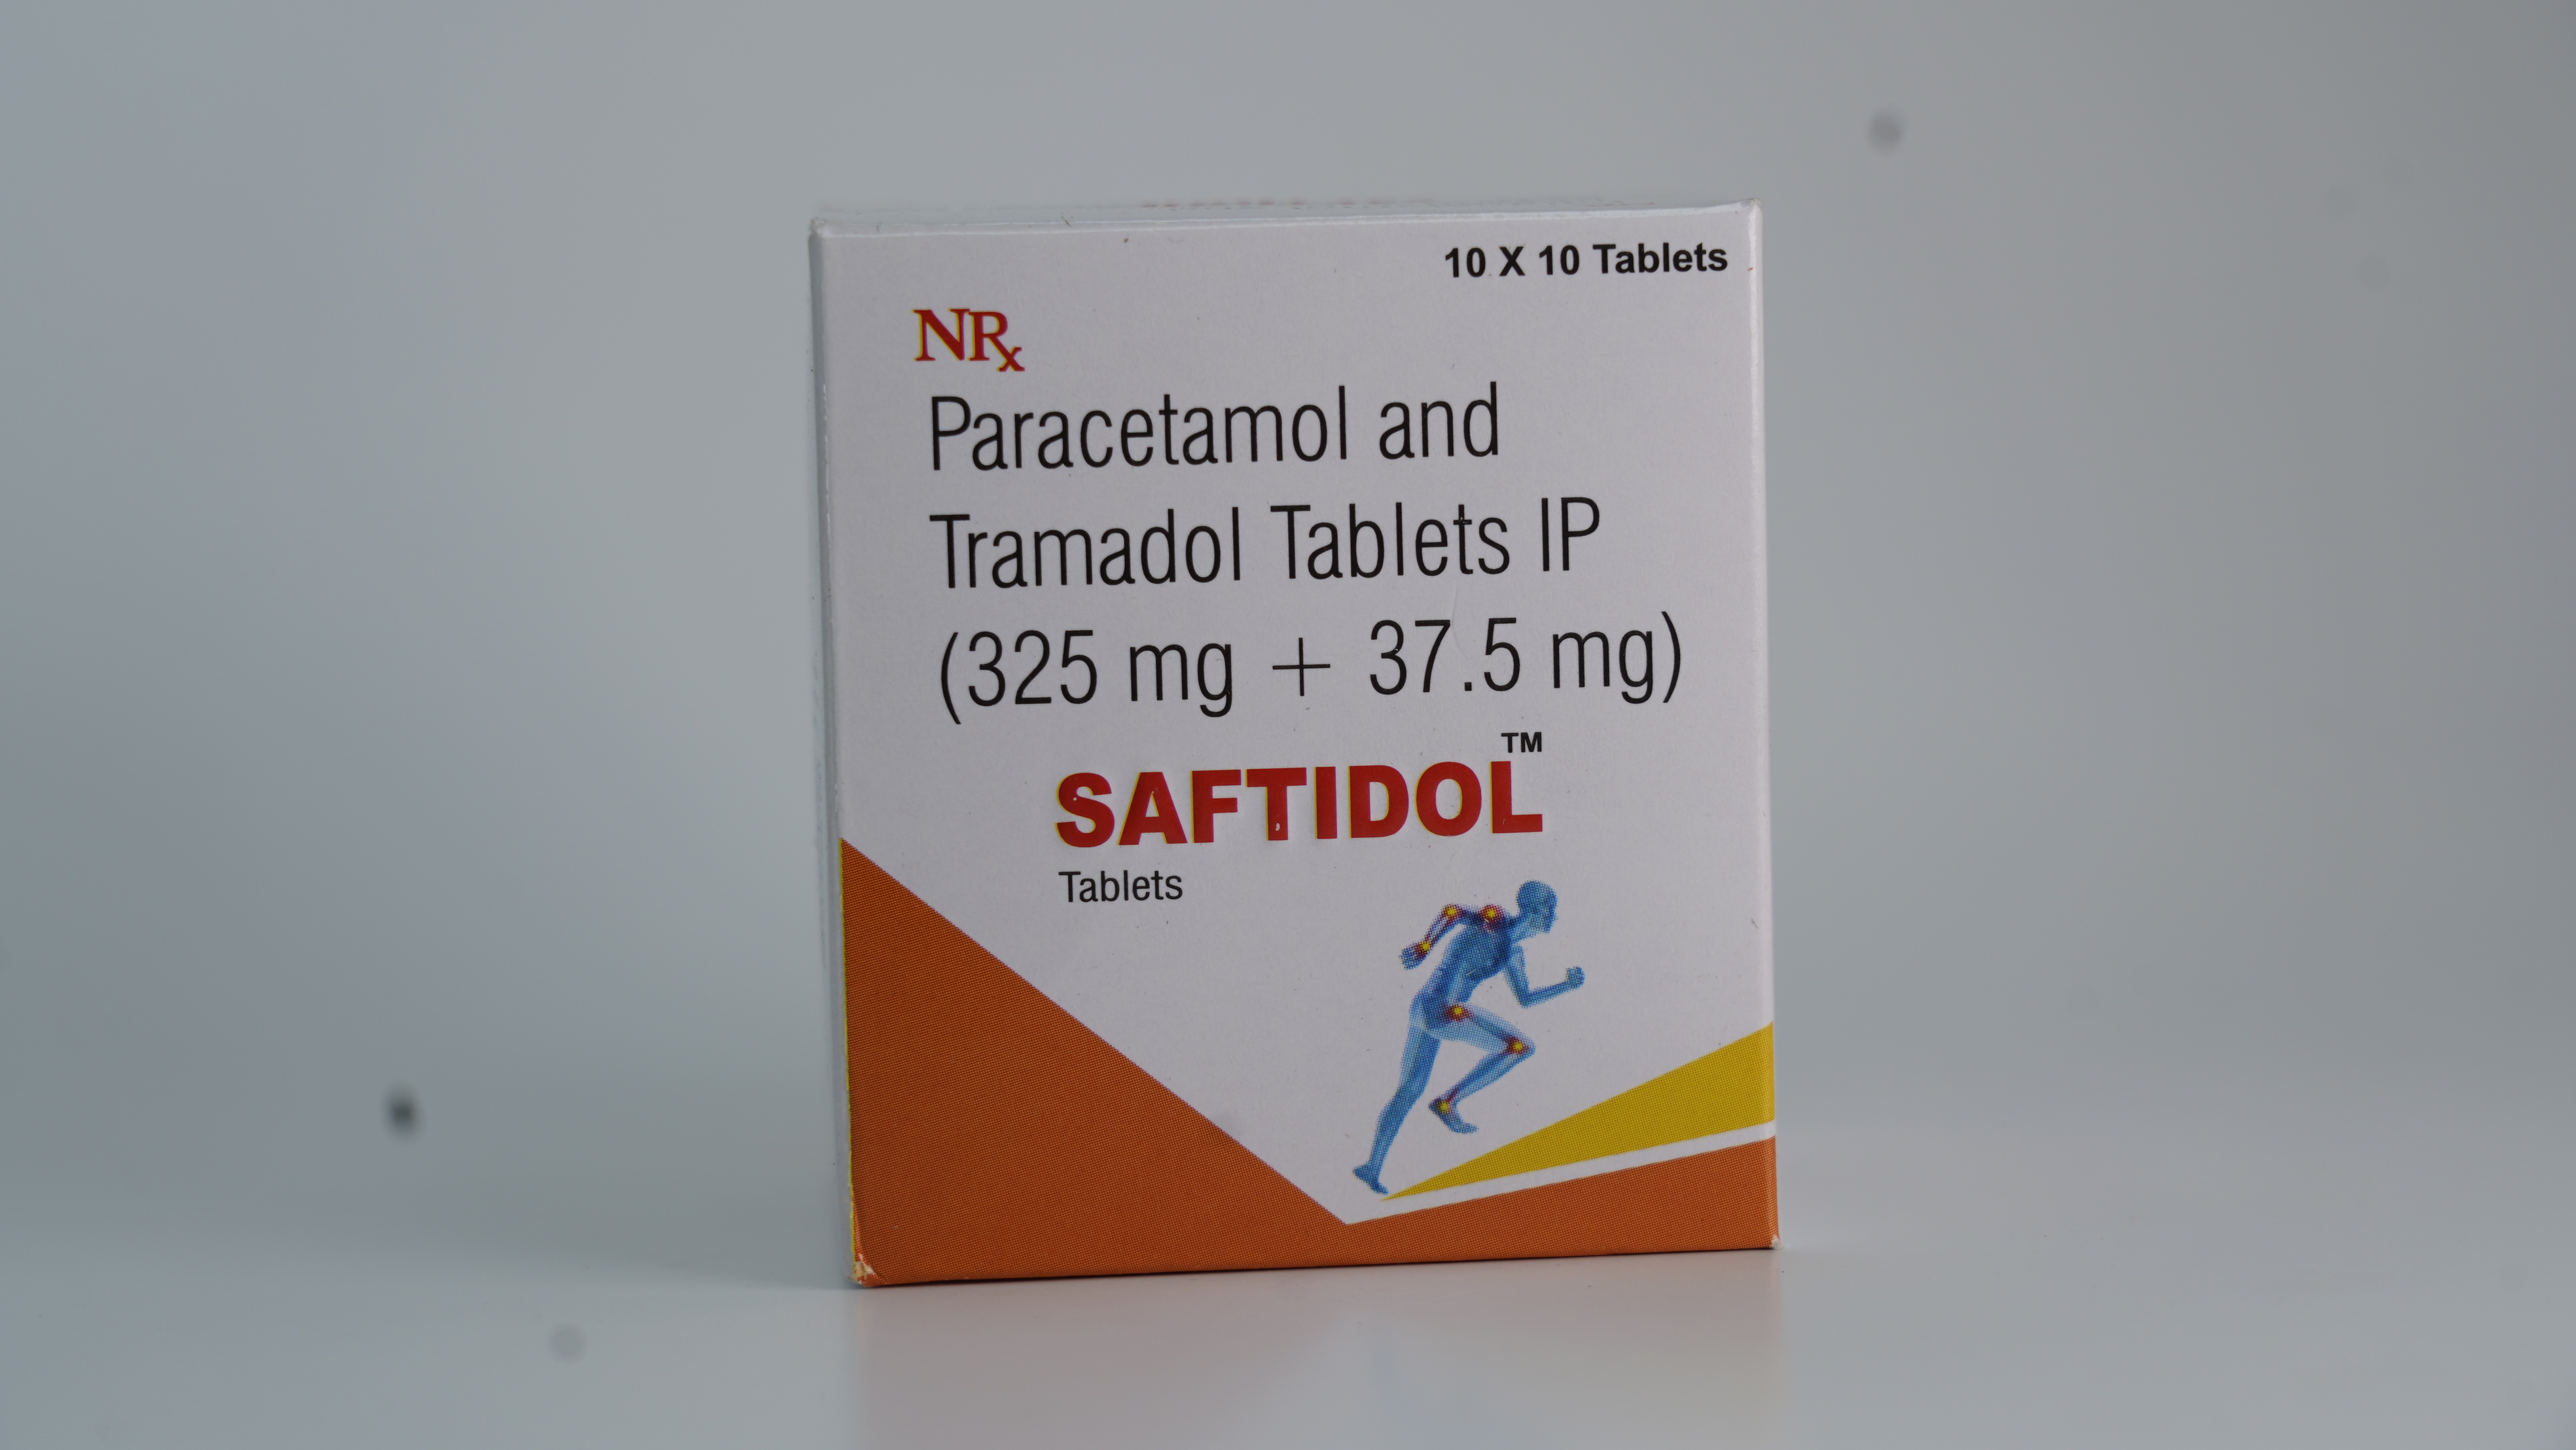 10 X 10 Tablets
NRx
Paracetamol and
Tramadol Tablets IP
(325 mg + 37.5 mg)
SAFTIDOL™
Tablets